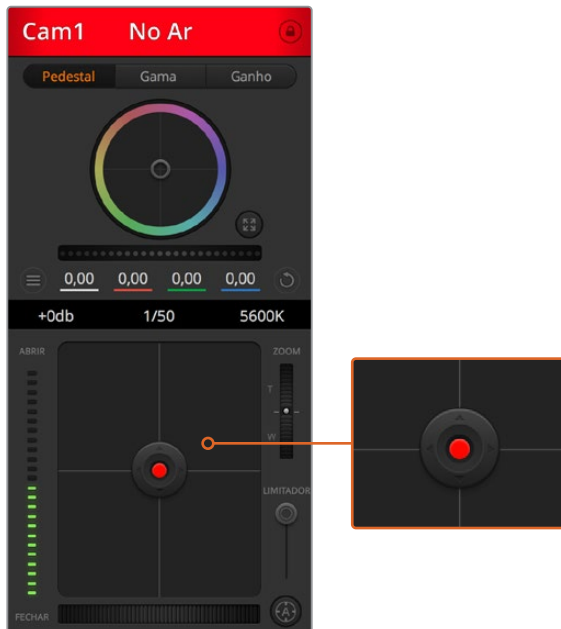 Cam1 No Ar
Pedestal Gama Ganho
0,00 0,00 0,00 0,00
+0db 1/50 5600K
ABRIR ZOOM
T
W
LIMITADOR
FECHAR A